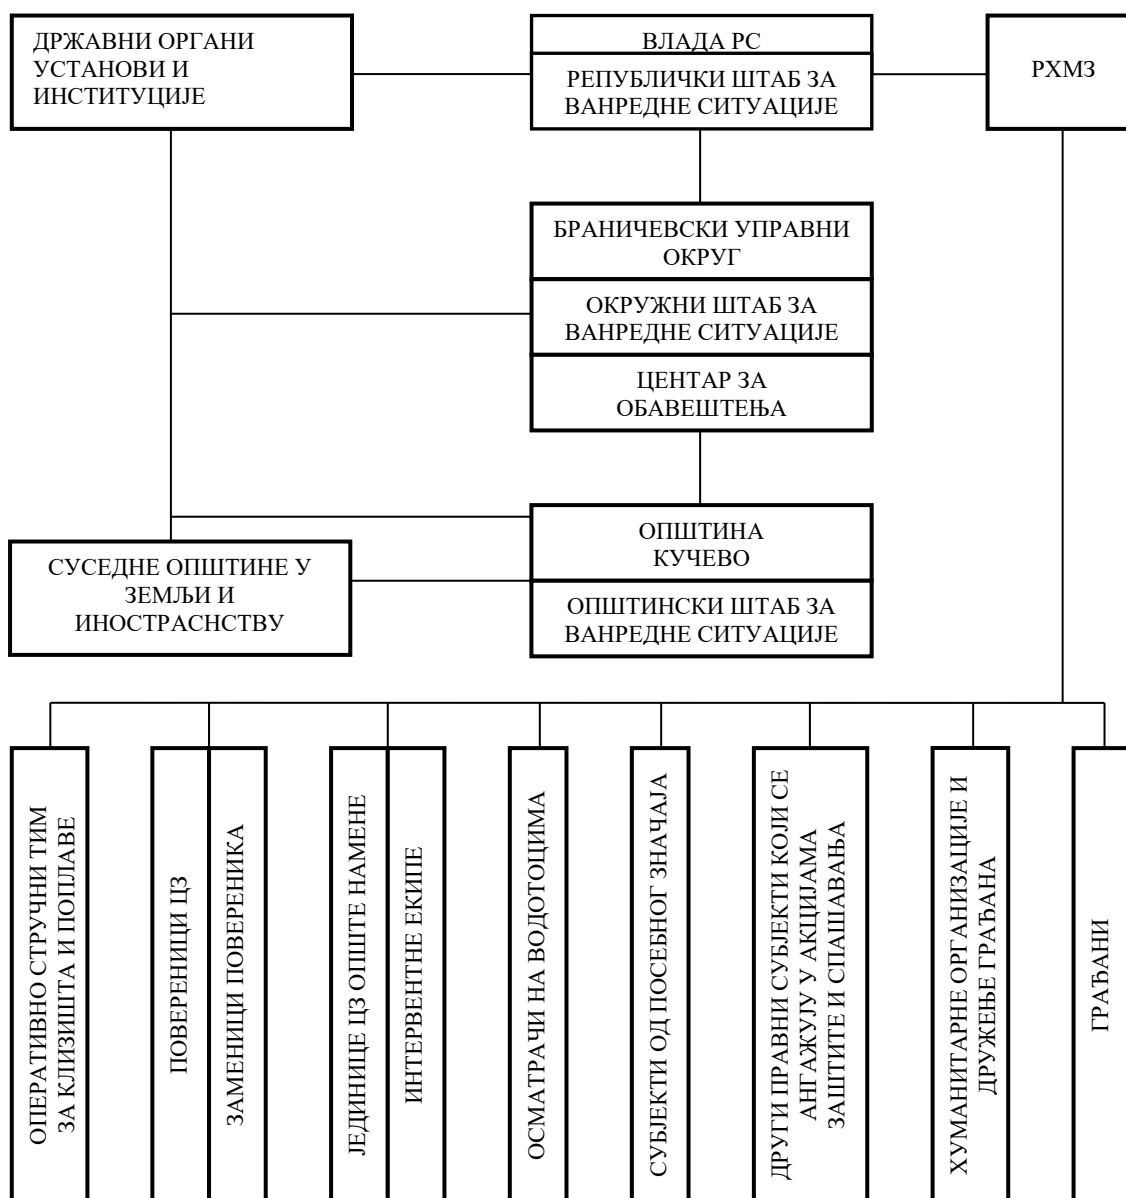 ДРЖАВНИ ОРГАНИ
УСТАНОВИ И
ИНСТИТУЦИЈЕ
ВЛАДА РС
РЕПУБЛИЧКИ ШТАБ ЗА
ВАНРЕДНЕ СИТУАЦИЈЕ
РХМЗ
БРАНИЧЕВСКИ УПРАВНИ
ОКРУГ
ОКРУЖНИ ШТАБ ЗА
ВАНРЕДНЕ СИТУАЦИЈЕ
ЦЕНТАР ЗА
ОБАВЕШТЕЊА
ОПШТИНА
КУЧЕВО
ОПШТИНСКИ ШТАБ ЗА
ВАНРЕДНЕ СИТУАЦИЈЕ
СУСЕДНЕ ОПШТИНЕ У
ЗЕМЉИ И
ИНОСТРАСНСТВУ
ОПЕРАТИВНО СТРУЧНИ ТИМ
ЗА КЛИЗИШТА И ПОПЛАВЕ
ПОВЕРЕНИЦИ ЦЗ
ЗАМЕНИЦИ ПОВЕРЕНИКА
ЈЕДИНИЦЕ ЦЗ ОПШТЕ НАМЕНЕ
ИНТЕРВЕНТНЕ ЕКИПЕ
ОСМАТРАЧИ НА ВОДОТОЦИМА
СУБЈЕКТИ ОД ПОСЕБНОГ ЗНАЧАЈА
ДРУГИ ПРАВНИ СУБЈЕКТИ КОЈИ СЕ
АНГАЖУЈУ У АКЦИЈАМА
ЗАШТИТЕ И СПАШАВАЊА
ХУМАНИТАРНЕ ОРГАНИЗАЦИЈЕ И
ДРУЖЕЊЕ ГРАЂАНА
ГРАЂАНИ